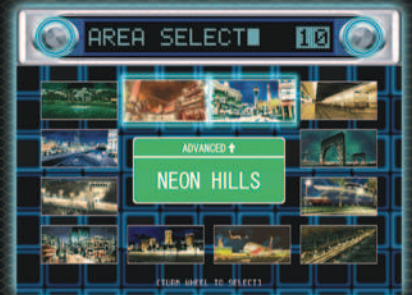 AREA SELECT 10
ADVANCED ↑
NEON HILLS
[TURN WHEEL TO SELECT]